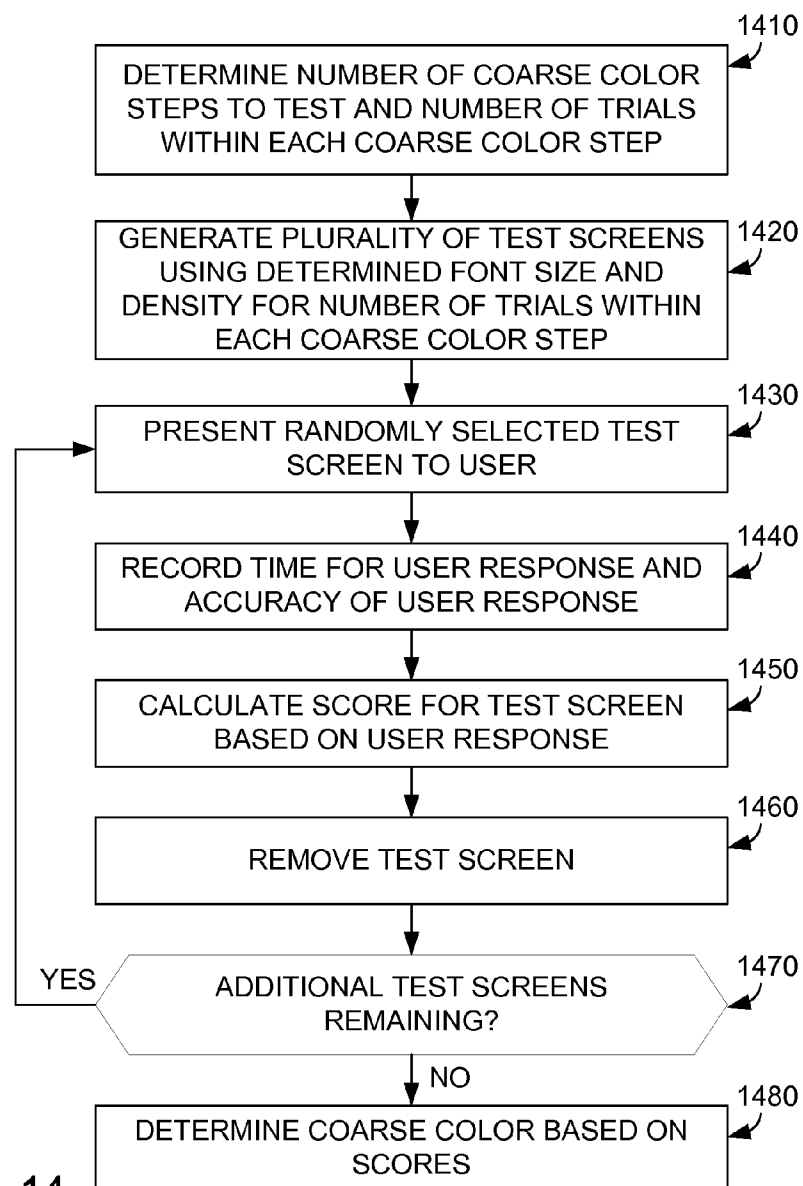 1410
DETERMINE NUMBER OF COARSE COLOR
STEPS TO TEST AND NUMBER OF TRIALS
WITHIN EACH COARSE COLOR STEP
1420
GENERATE PLURALITY OF TEST SCREENS
USING DETERMINED FONT SIZE AND
DENSITY FOR NUMBER OF TRIALS WITHIN
EACH COARSE COLOR STEP
1430
PRESENT RANDOMLY SELECTED TEST
SCREEN TO USER
1440
RECORD TIME FOR USER RESPONSE AND
ACCURACY OF USER RESPONSE
1450
CALCULATE SCORE FOR TEST SCREEN
BASED ON USER RESPONSE
1460
REMOVE TEST SCREEN
1470
YES
ADDITIONAL TEST SCREENS
REMAINING?
NO
1480
DETERMINE COARSE COLOR BASED ON
SCORES
14